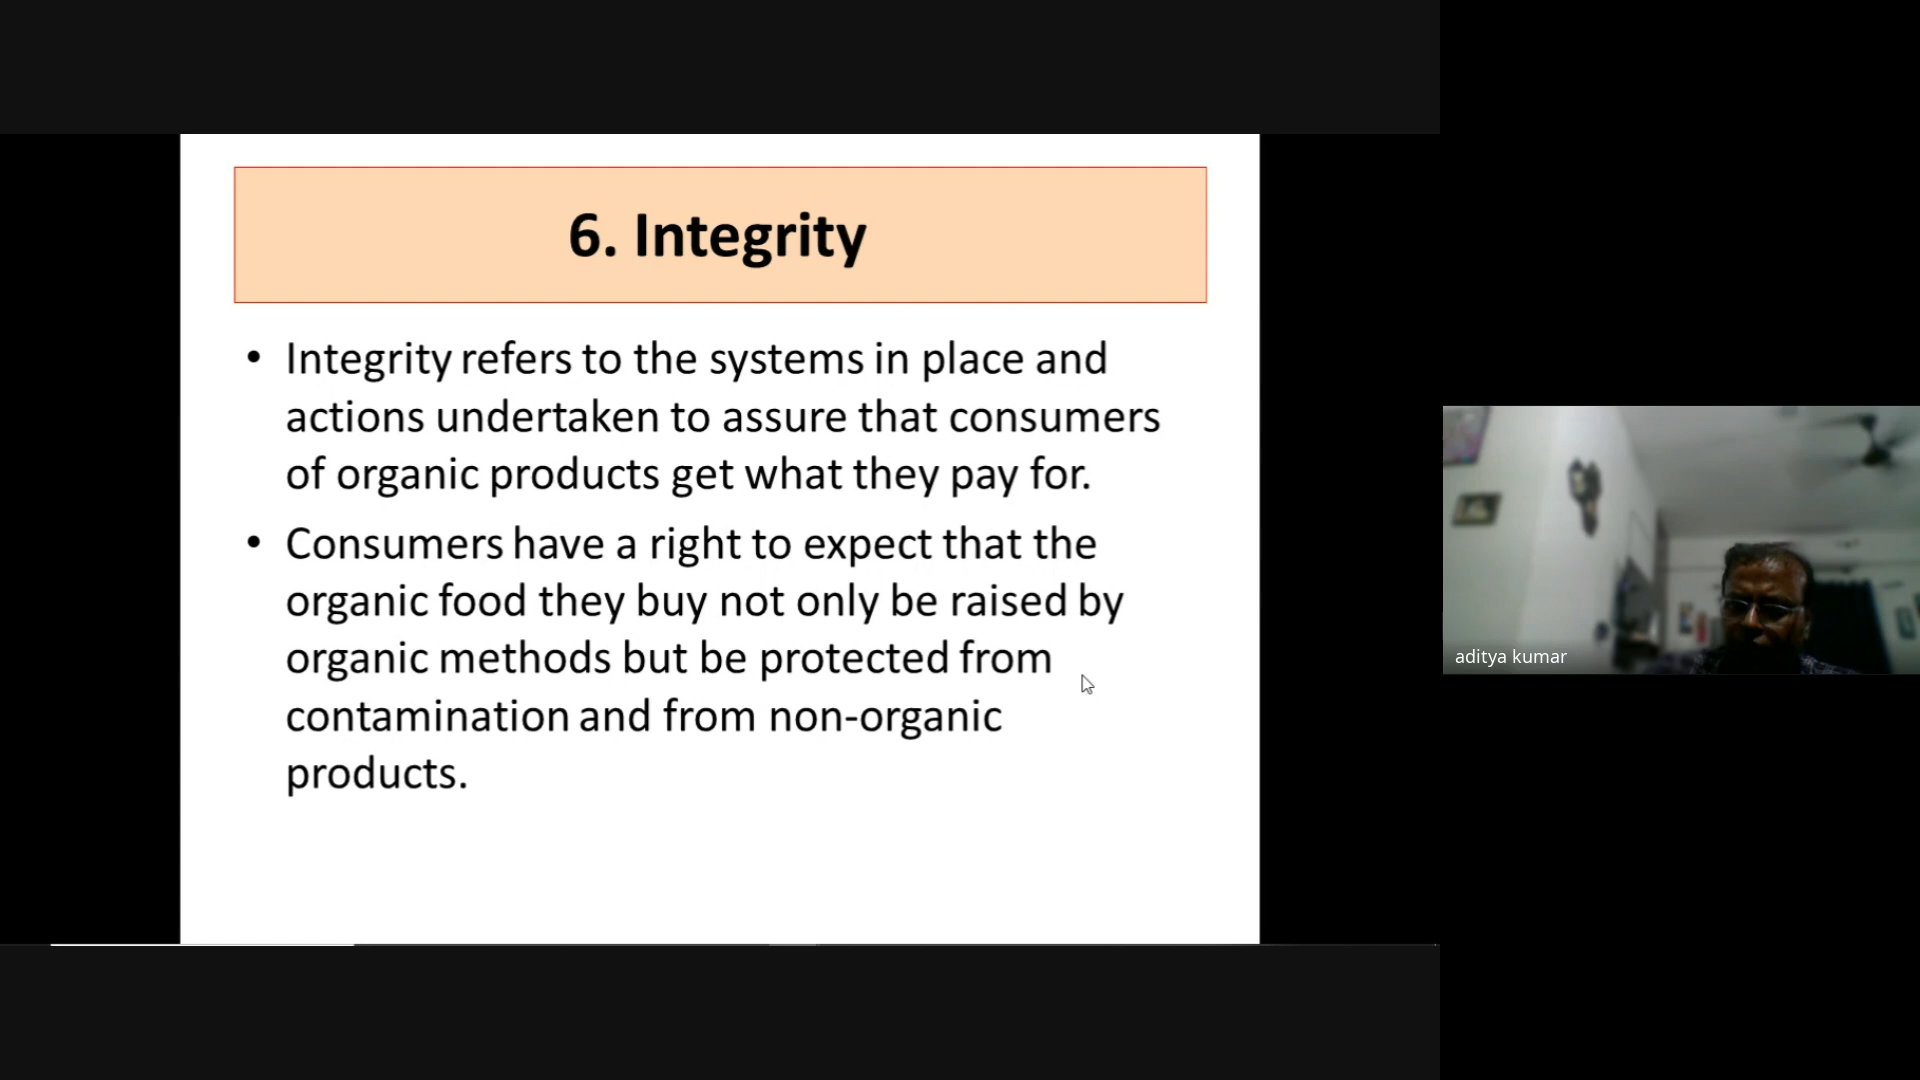 6. Integrity
• Integrity refers to the systems in place and
actions undertaken to assure that consumers
of organic products get what they pay for.
• Consumers have a right to expect that the
organic food they buy not only be raised by
organic methods but be protected from
contamination and from non-organic
products.
aditya kumar